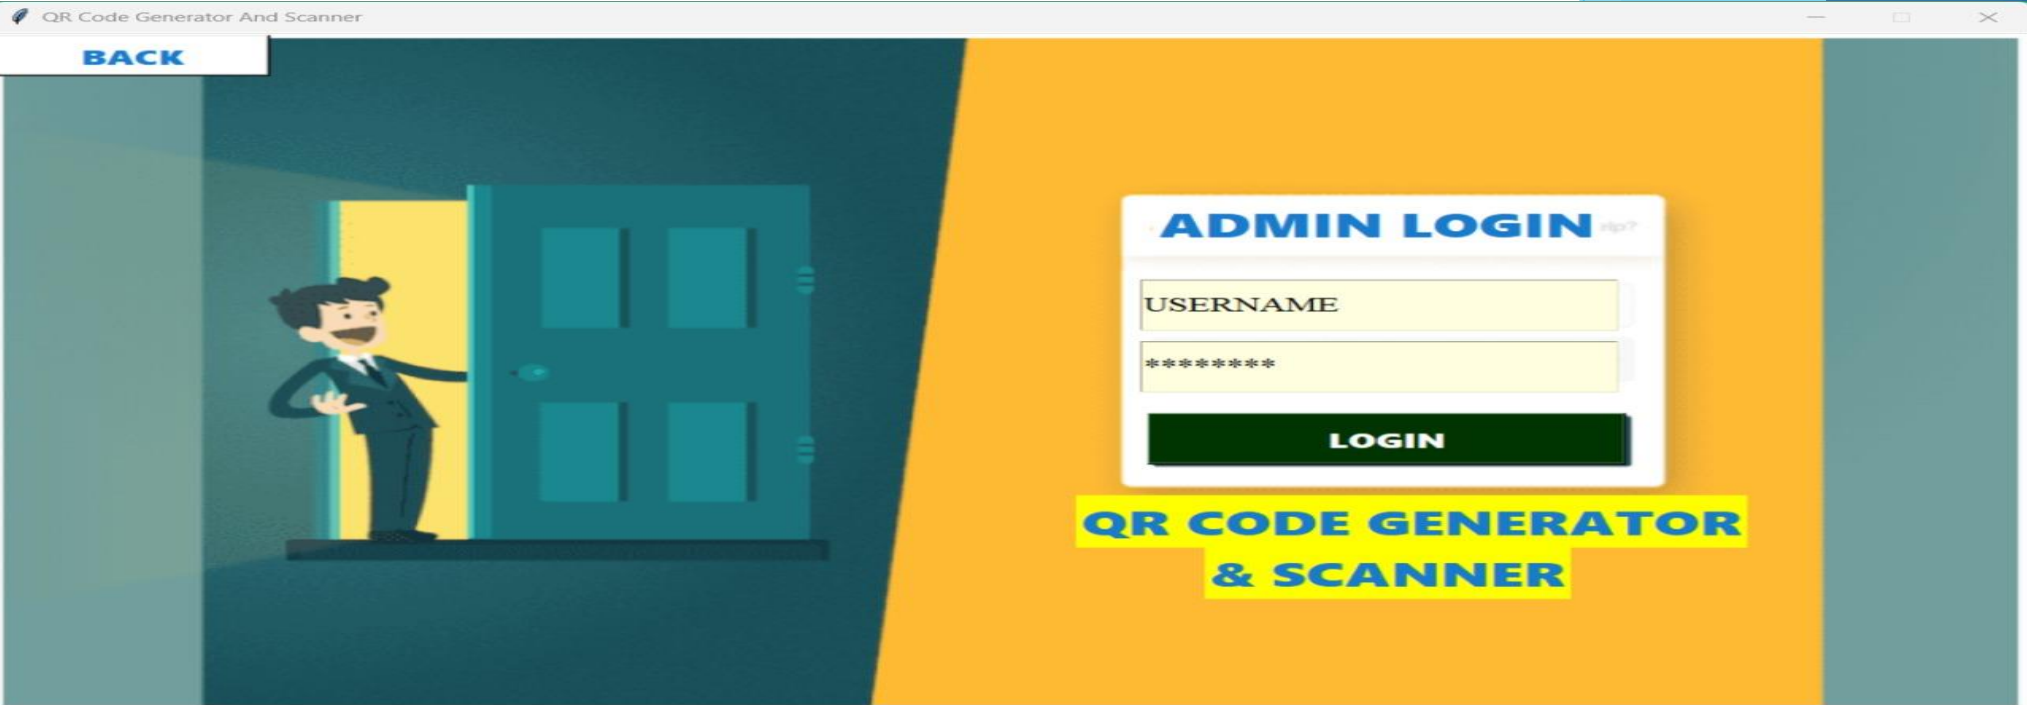 QR Code Generator And Scanner
BACK
ADMIN LOGIN
USERNAME
********
LOGIN
QR CODE GENERATOR
& SCANNER